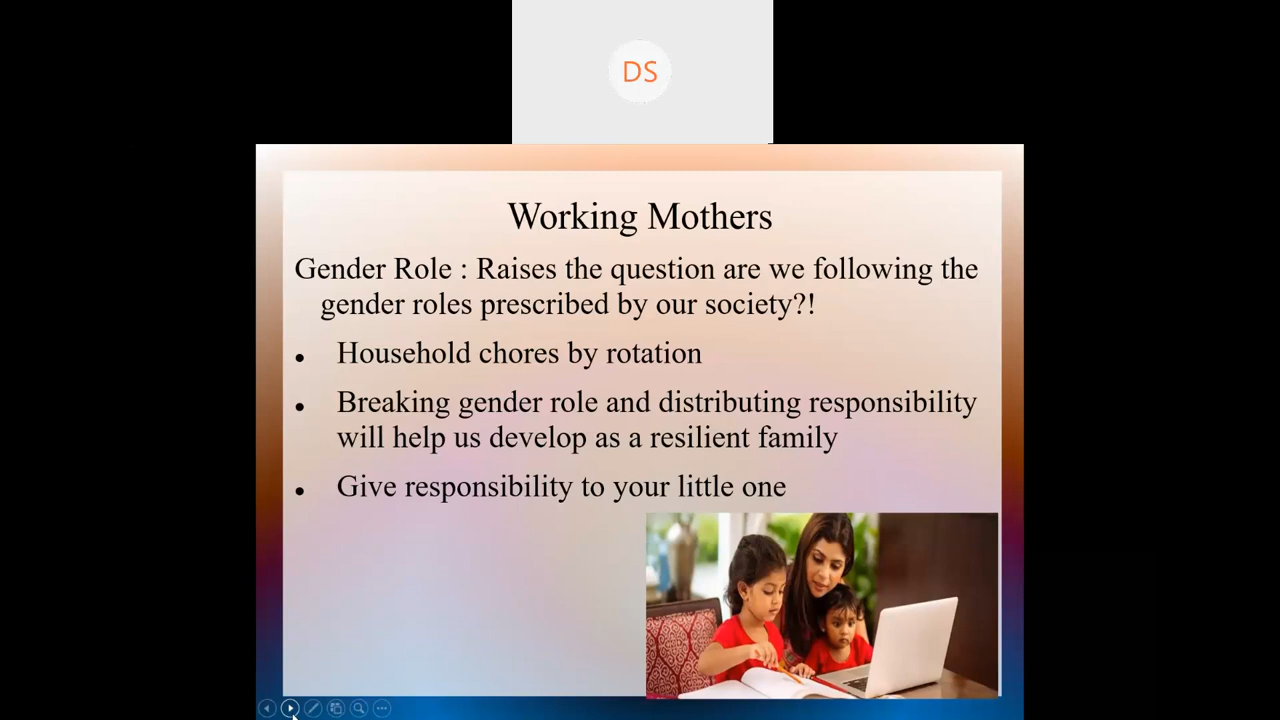 DS
Working Mothers
Gender Role : Raises the question are we following the
gender roles prescribed by our society?!
• Household chores by rotation
• Breaking gender role and distributing responsibility
will help us develop as a resilient family
• Give responsibility to your little one